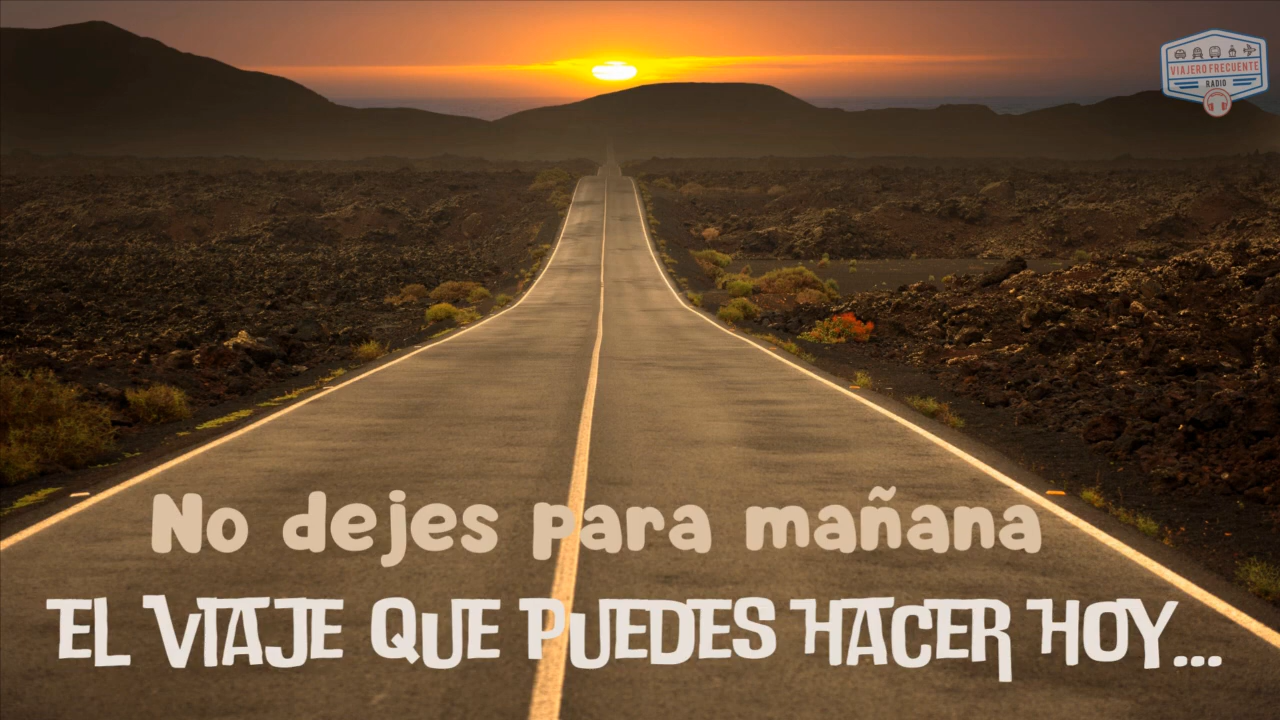 VIAJERO FRECUENTE
RADIO
No dejes para mañana
EL VIAJE QUE PUEDES HACER HOY...